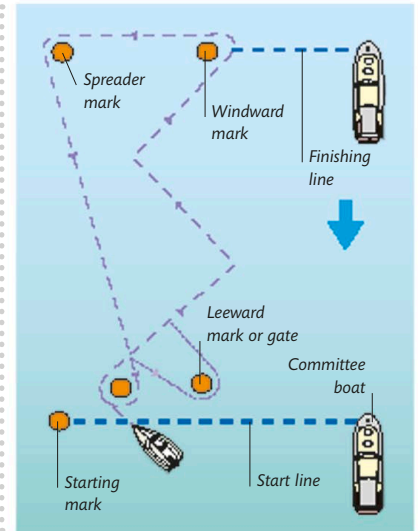 Spreader
mark
Windward
mark
Finishing
line
Leeward
mark or gate
Committee
boat
Starting
mark
Start line